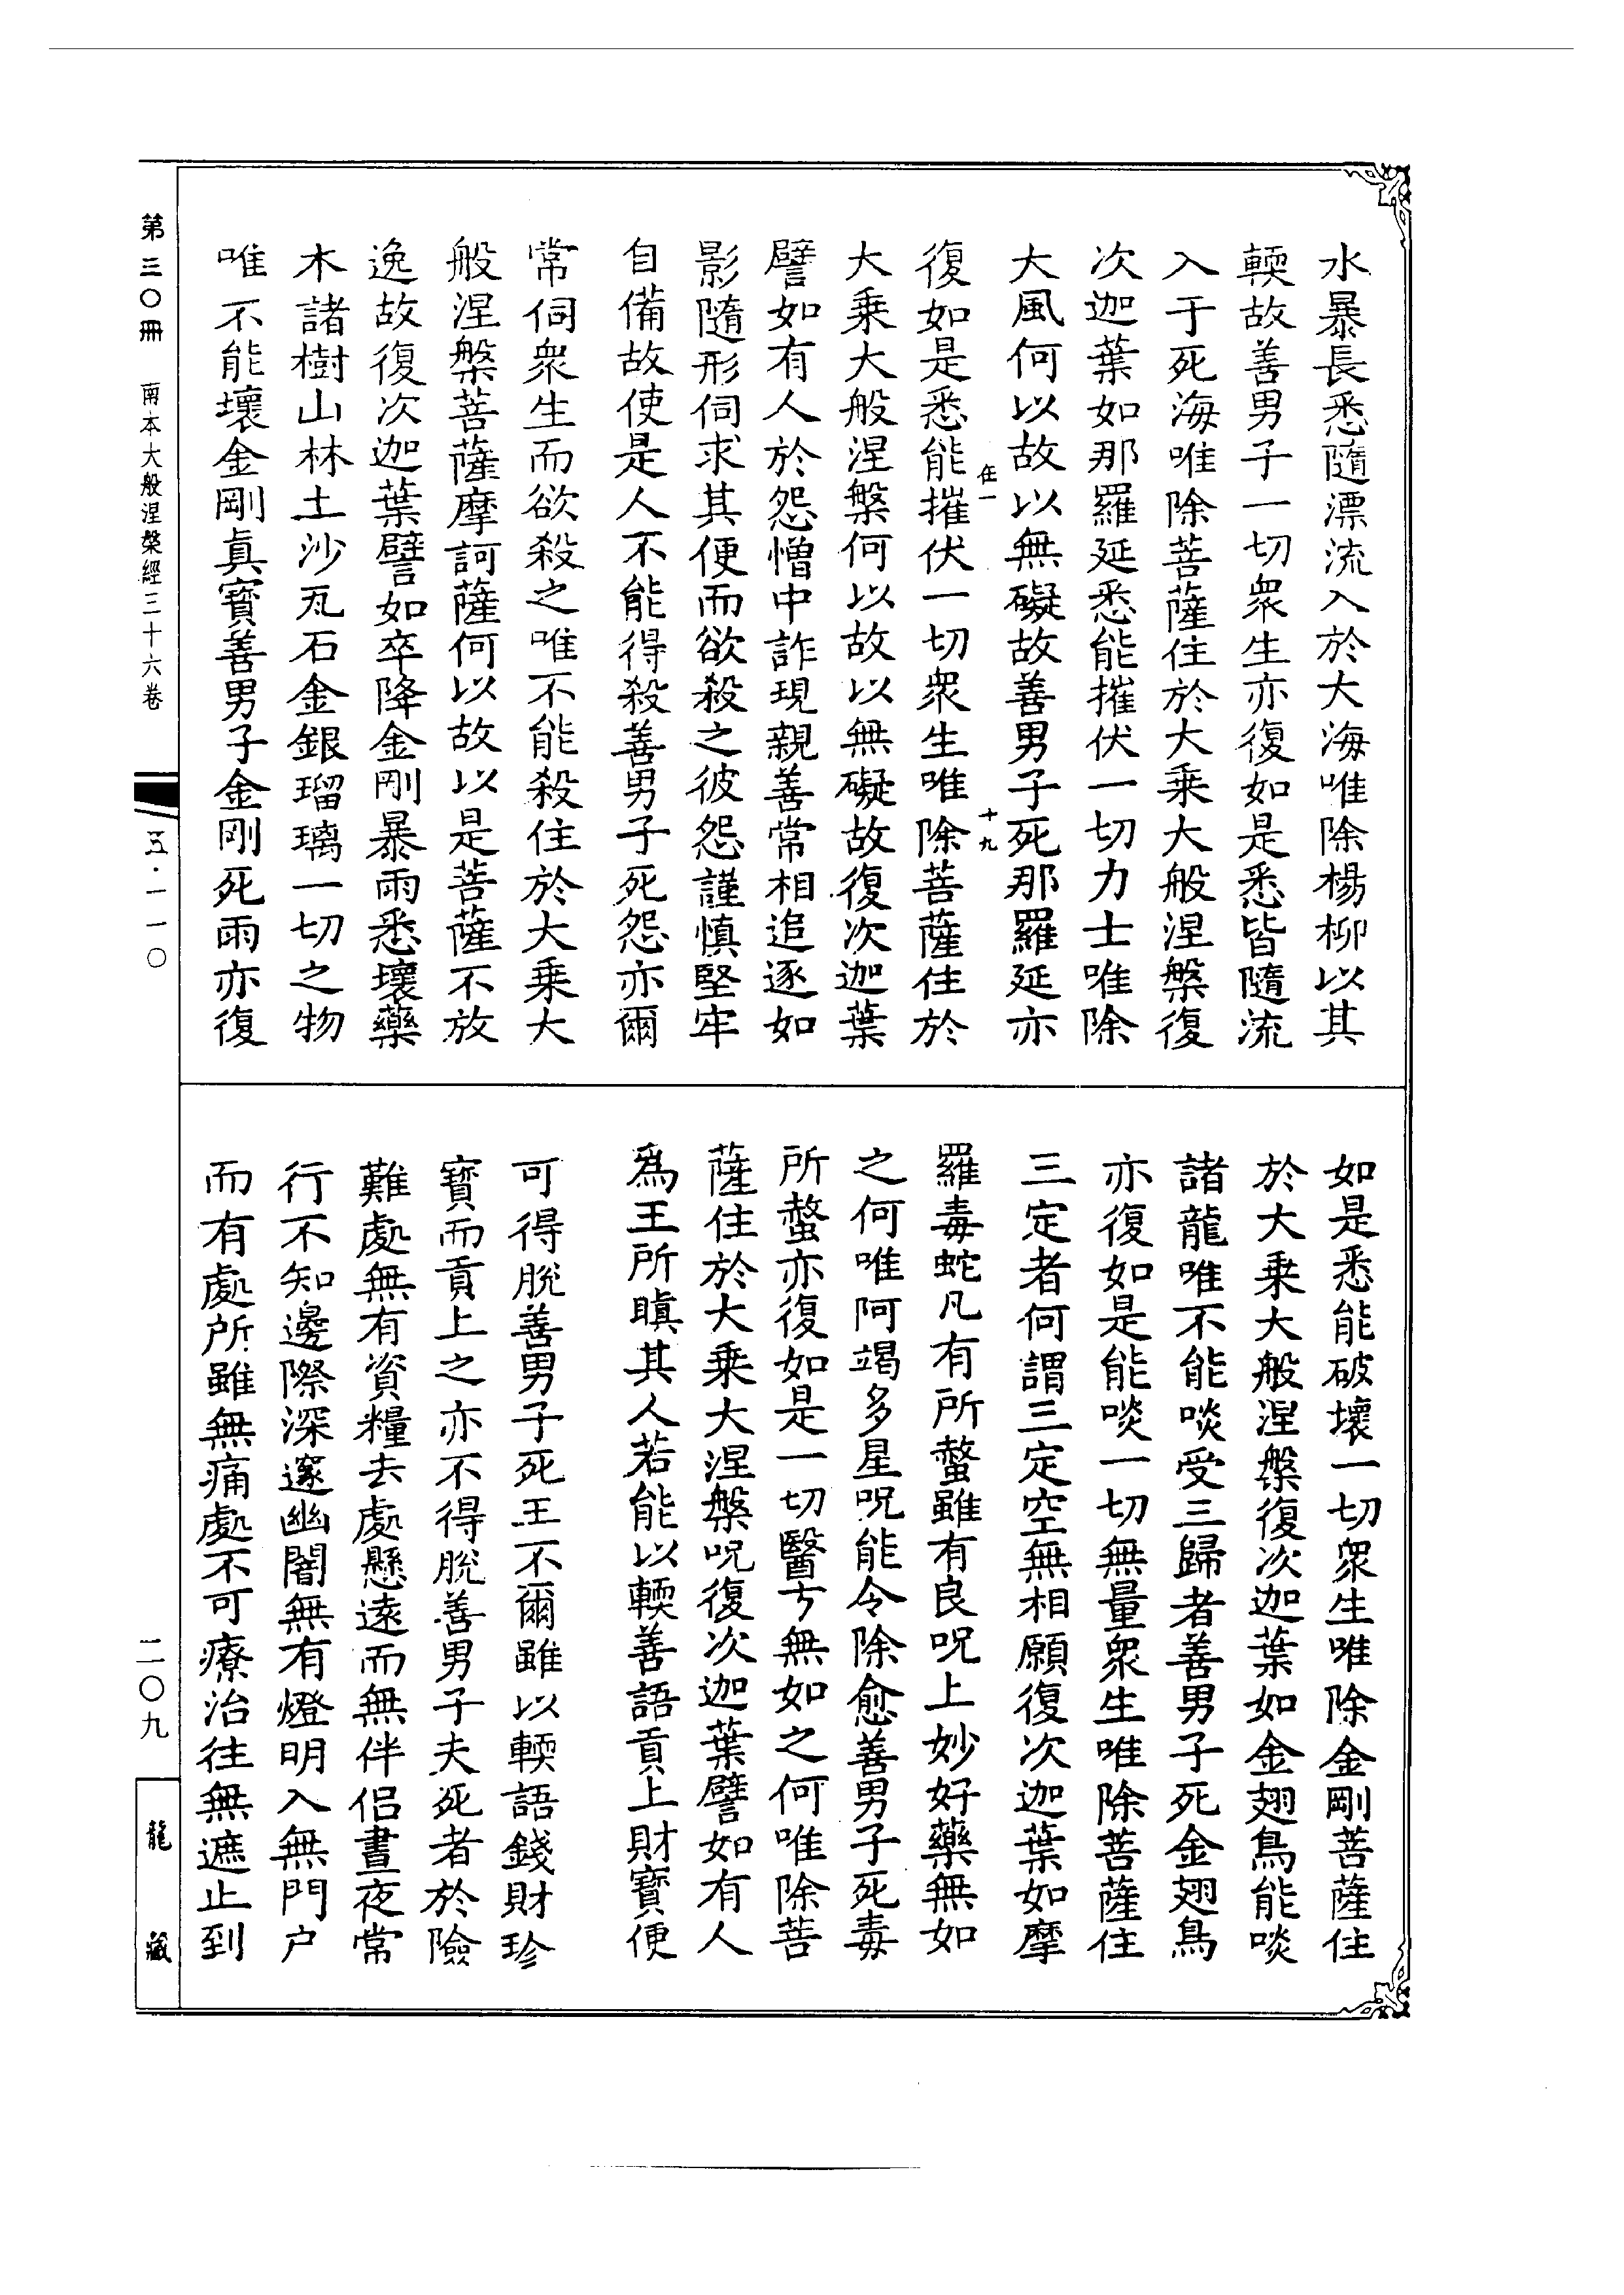 水暴長悉隨漂流入於大海唯除楊柳以其
輭故善男子一切衆生亦復如是悉皆隨流
入于死海唯除菩薩住於大乘大般涅槃復
次迦葉如那羅延悉能摧伏一切力士唯除
大風何以故以無礙故善男子死那羅延亦
任一 十九
復如是悉能摧伏一切衆生唯除菩薩住於
大乘大般涅槃何以故以無礙故復次迦葉
譬如有人於怨憎中詐現親善常相追逐如
影隨形伺求其便而欲殺之彼怨謹慎堅牢
自備故使是人不能得殺善男子死怨亦爾
常伺衆生而欲殺之唯不能殺住於大乘大
般涅槃菩薩摩訶薩何以故以是菩薩不放
逸故復次迦葉譬如卒降金剛暴雨悉壞藥
木諸樹山林土沙瓦石金銀瑠璃一切之物
唯不能壞金剛眞寳善男子金剛死雨亦復
如是悉能破壞一切衆生唯除金剛菩薩住
於大乘大般涅槃復次迦葉如金翅鳥能啖
諸龍唯不能啖受三歸者善男子死金翅鳥
亦復如是能啖一切無量衆生唯除菩薩住
三定者何謂三定空無相願復次迦葉如摩
羅毒蛇凡有所螫雖有良呪上妙好藥無如
之何唯阿竭多星呪能令除愈善男子死毒
所螫亦復如是一切醫方無如之何唯除菩
薩住於大乘大涅槃呪復次迦葉譬如有人
爲王所瞋其人若能以輭善語貢上財寳便
可得脫善男子死王不爾雖以輭語錢財珍
寳而貢上之亦不得脫善男子夫死者於險
難處無有資糧去處懸遠而無伴侣晝夜常
行不知邊際深邃幽闇無有燈明入無門户
而有處所雖無痛處不可療治往無遮止到
第三〇冊 南本大般涅槃經三十六卷 五·一一〇 二〇九 龍藏